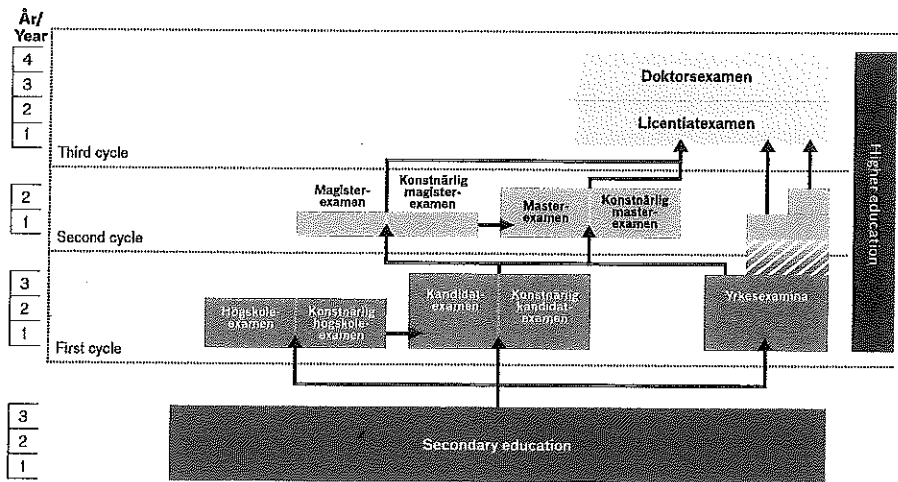 År/
Year
4
3
2
1
Doktorsexamen
Licentiatexamen
Third cycle
2
1
Magister-
examen
Konstnärlig
magister-
examen
Master-
examen
Konstnärlig
master-
examen
Second cycle
3
2
1
Högskole-
examen
Konstnärlig
högskole-
examen
Kandidat-
examen
Konstnärlig
kandidat-
examen
Yrkesexamina
First cycle
Higher education
3
2
1
Secondary education